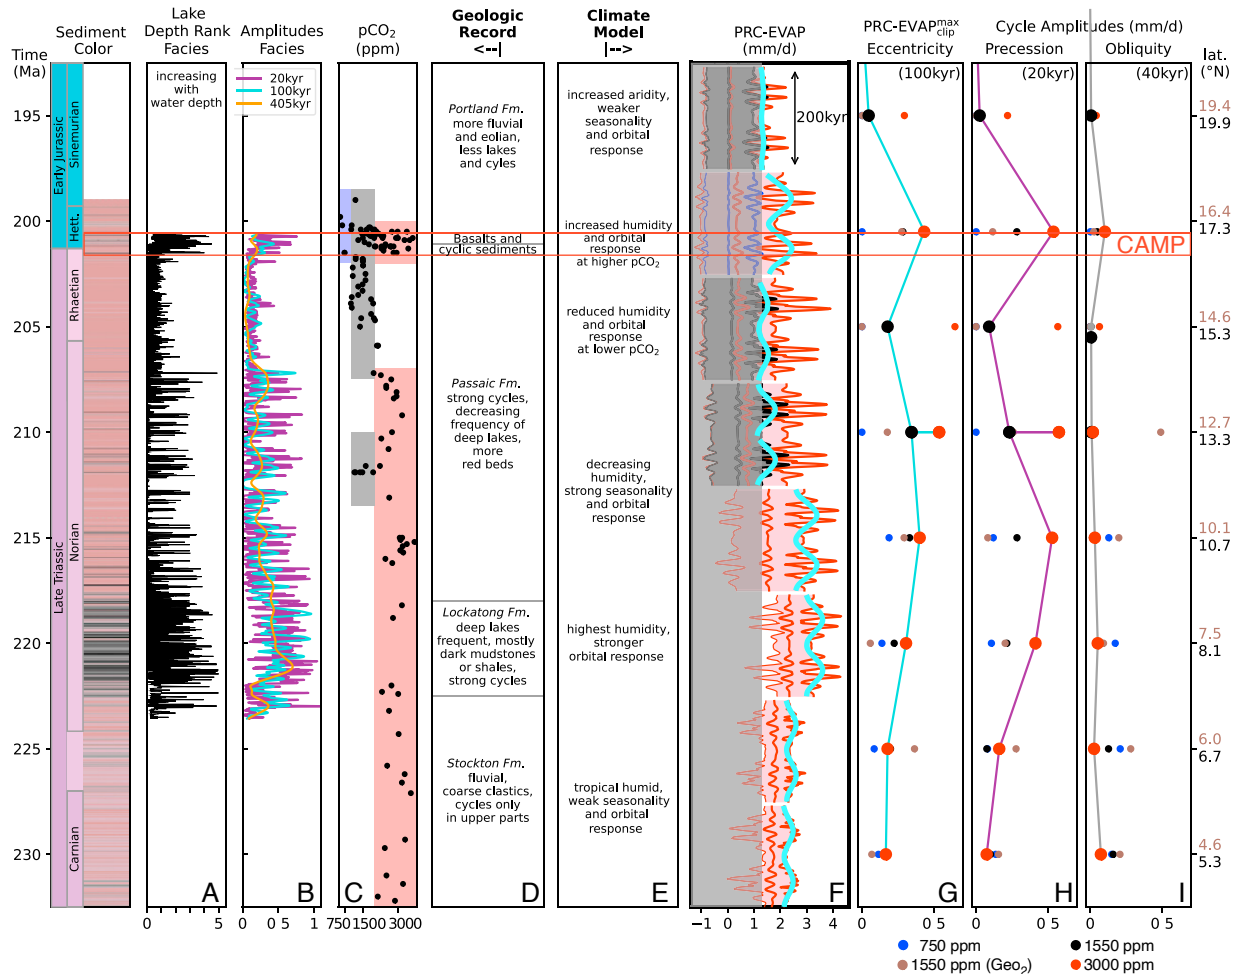 Sediment
Color
Lake
Depth Rank
Facies
Amplitudes
Facies
pCO₂
(ppm)
Geologic
Record
<--|
Climate
Model
|-->
PRC-EVAP
(mm/d)
PRC-EVAP max clip
Eccentricity
Cycle Amplitudes (mm/d)
Precession
Obliquity
Time
(Ma)
lat.
(°N)
increasing
with
water depth
20kyr
100kyr
405kyr
(100kyr)
(20kyr)
(40kyr)
195
200
205
210
215
220
225
230
Early Jurassic
Sinemurian
Hett.
Late Triassic
Rhaetian
Norian
Carnian
Portland Fm.
more fluvial
and eolian,
less lakes
and cyles
Basalts and
cyclic sediments
Passaic Fm.
strong cycles,
decreasing
frequency of
deep lakes,
more
red beds
Lockatong Fm.
deep lakes
frequent, mostly
dark mudstones
or shales,
strong cycles
Stockton Fm.
fluvial,
coarse clastics,
cycles only
in upper parts
increased aridity,
weaker
seasonality
and orbital
response
increased humidity
and orbital
response
at higher pCO₂
reduced humidity
and orbital
response
at lower pCO₂
decreasing
humidity,
strong seasonality
and orbital
response
highest humidity,
stronger
orbital response
tropical humid,
weak seasonality
and orbital
response
200kyr
CAMP
19.4
19.9
16.4
17.3
14.6
15.3
12.7
13.3
10.1
10.7
7.5
8.1
6.0
6.7
4.6
5.3
A
B
C
D
E
F
G
H
I
0 1 2 3 4 5
0 .5 1
750 1500 3000
−1 0 1 2 3 4
0 0.5
0 0.5
0 0.5
750 ppm
1550 ppm
1550 ppm (Geo₂)
3000 ppm